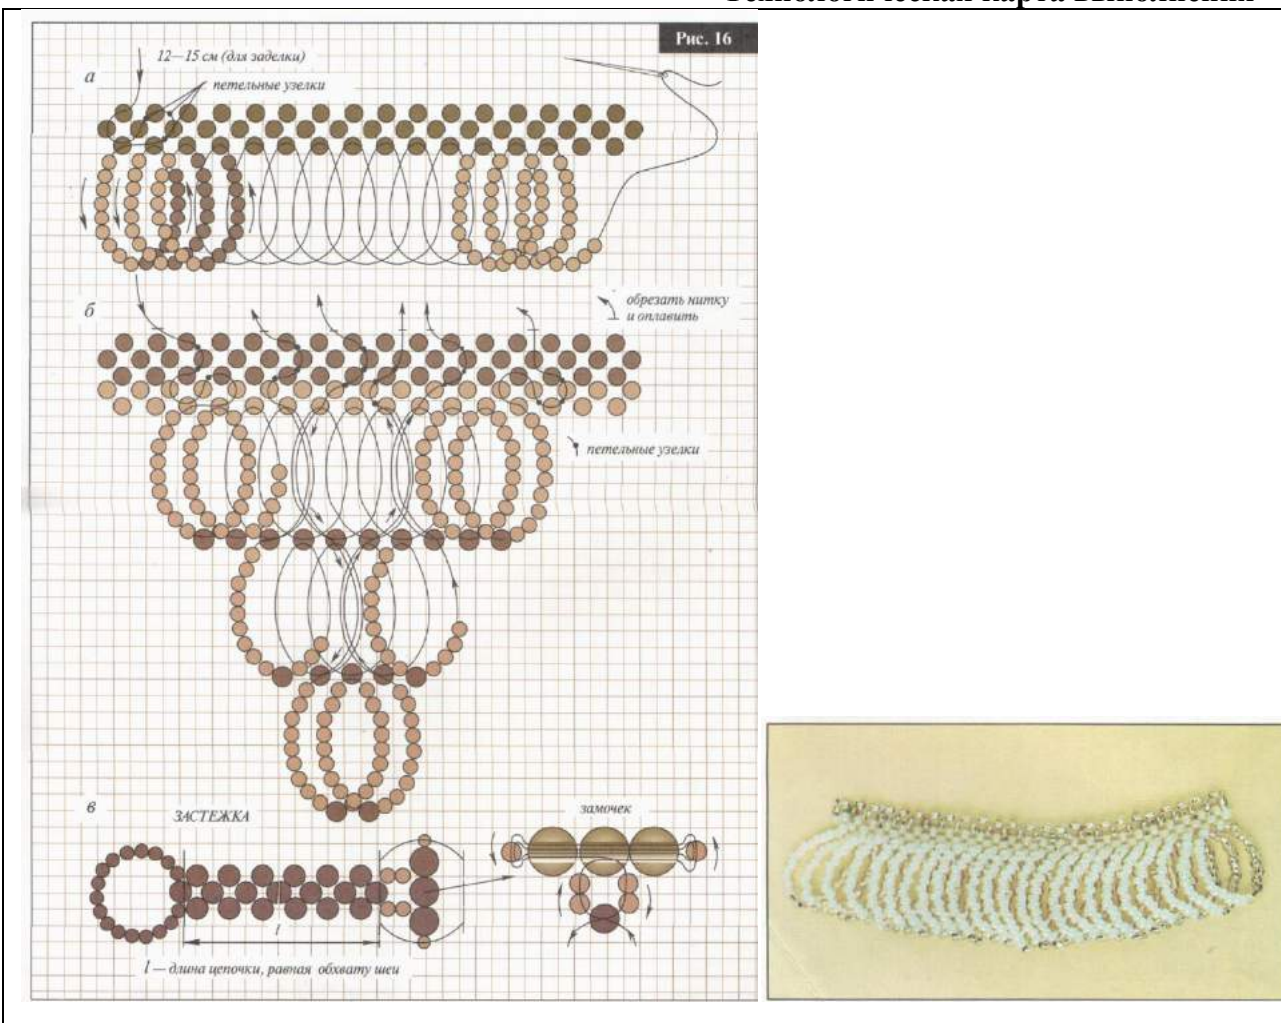 Рис. 16
12—15 см (для заделки)
а
петельные узелки
б
обрезать нитку
и оплавить
петельные узелки
в
ЗАСТЕЖКА
замочек
l
l — длина цепочки, равная обхвату шеи